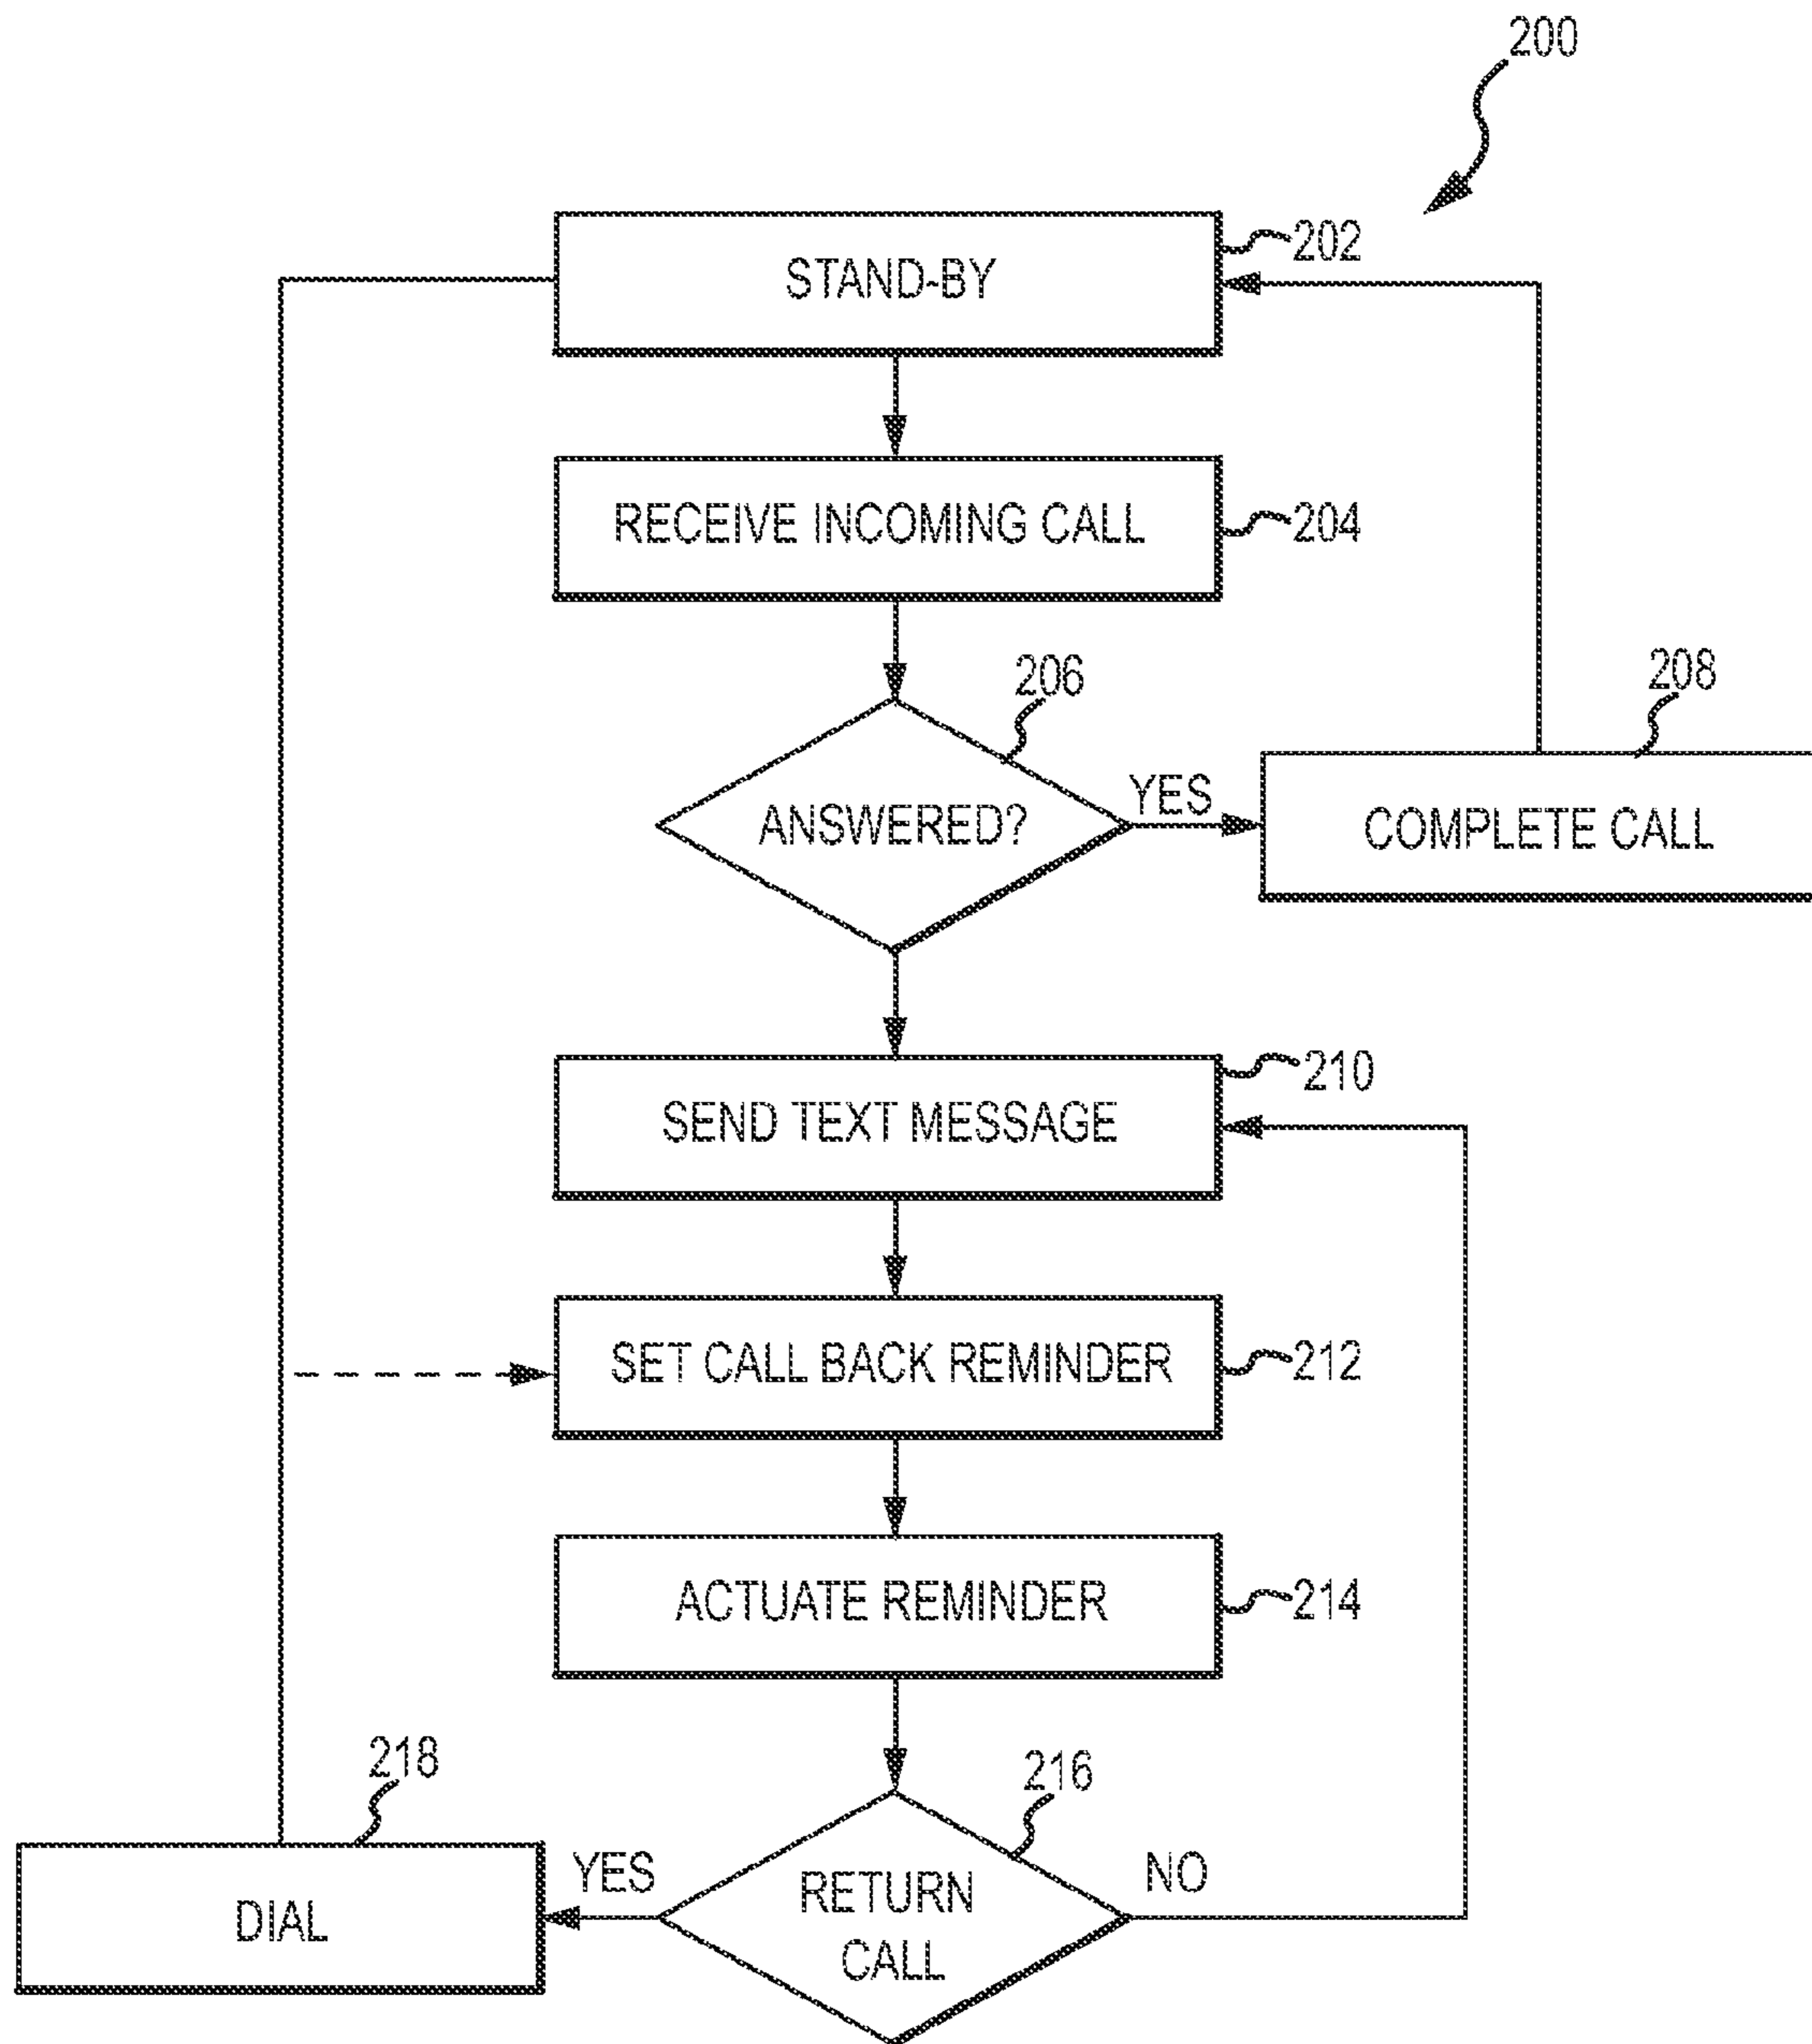 200
STAND-BY
202
RECEIVE INCOMING CALL
204
206
208
ANSWERED?
YES
COMPLETE CALL
210
SEND TEXT MESSAGE
SET CALL BACK REMINDER
212
ACTUATE REMINDER
214
218
216
YES
NO
DIAL
RETURN
CALL